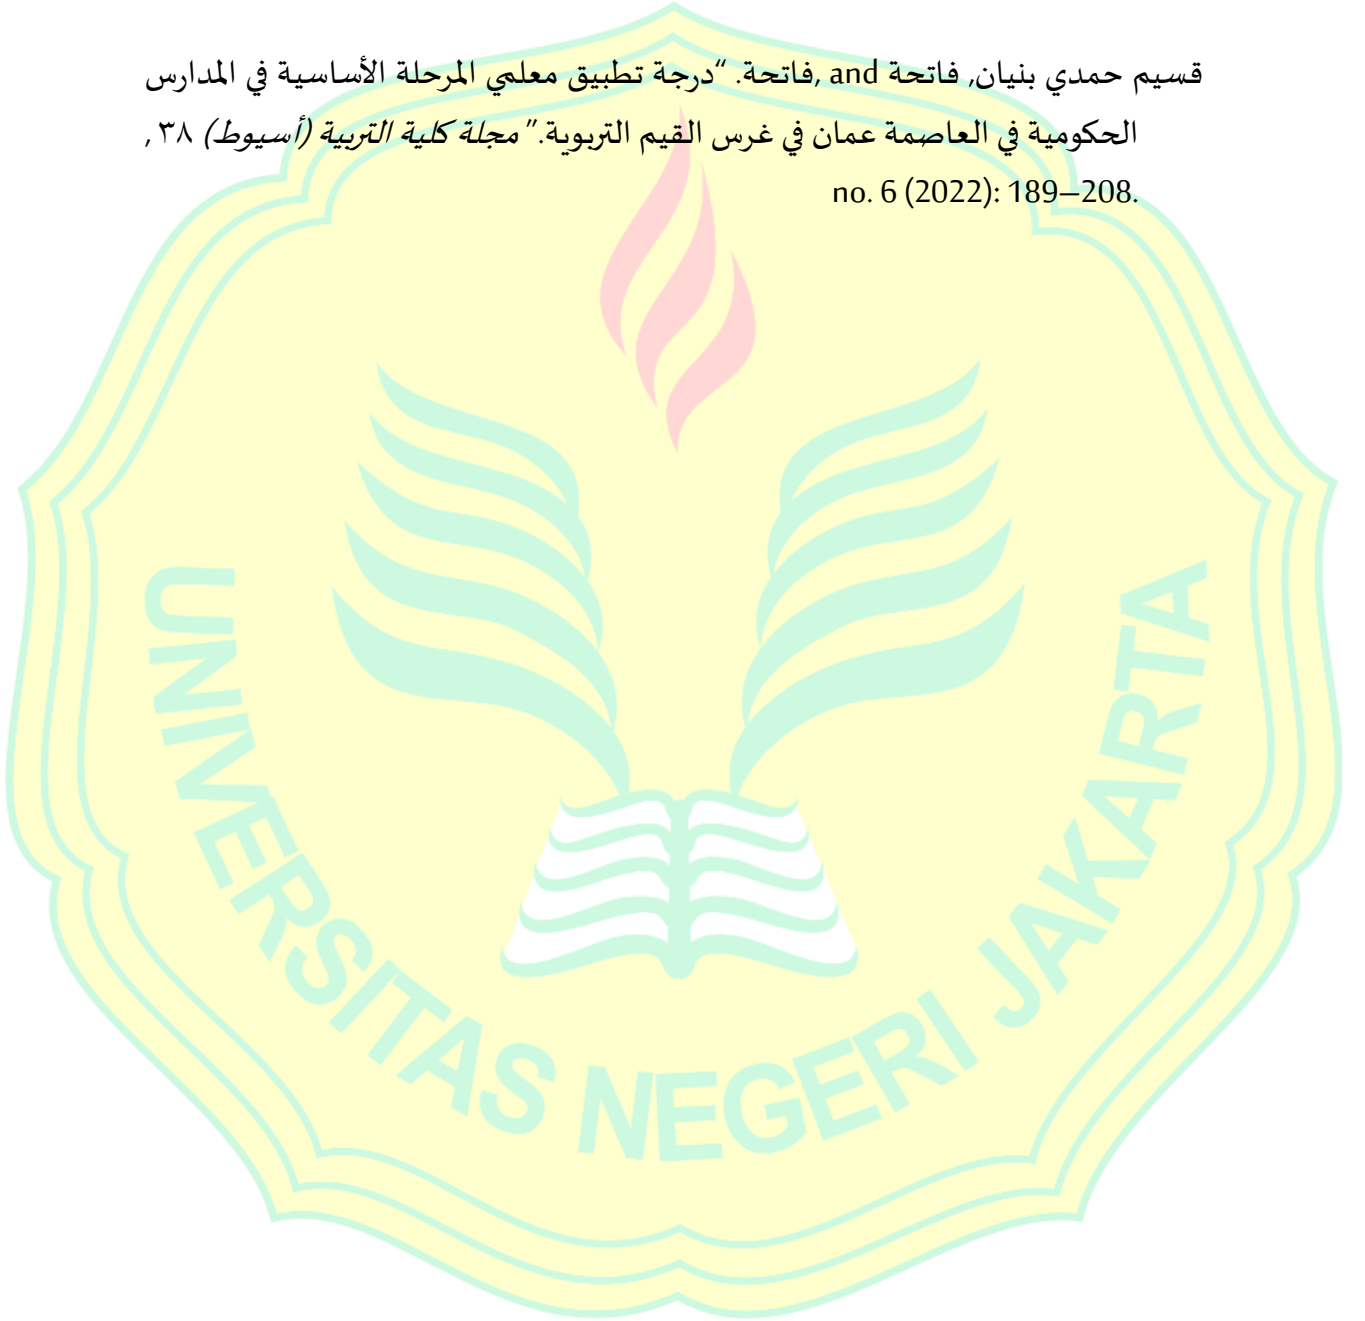 قسيم حمدي بنيان, فاتحة and ,فاتحة. “درجة تطبيق معلمي المرحلة الأساسية في المدارس
الحكومية في العاصمة عمان في غرس القيم التربوية.” مجلة كلية التربية (أسيوط) ٣٨ ,
no. 6 (2022): 189–208.
UNIVERSITAS NEGERI JAKARTA